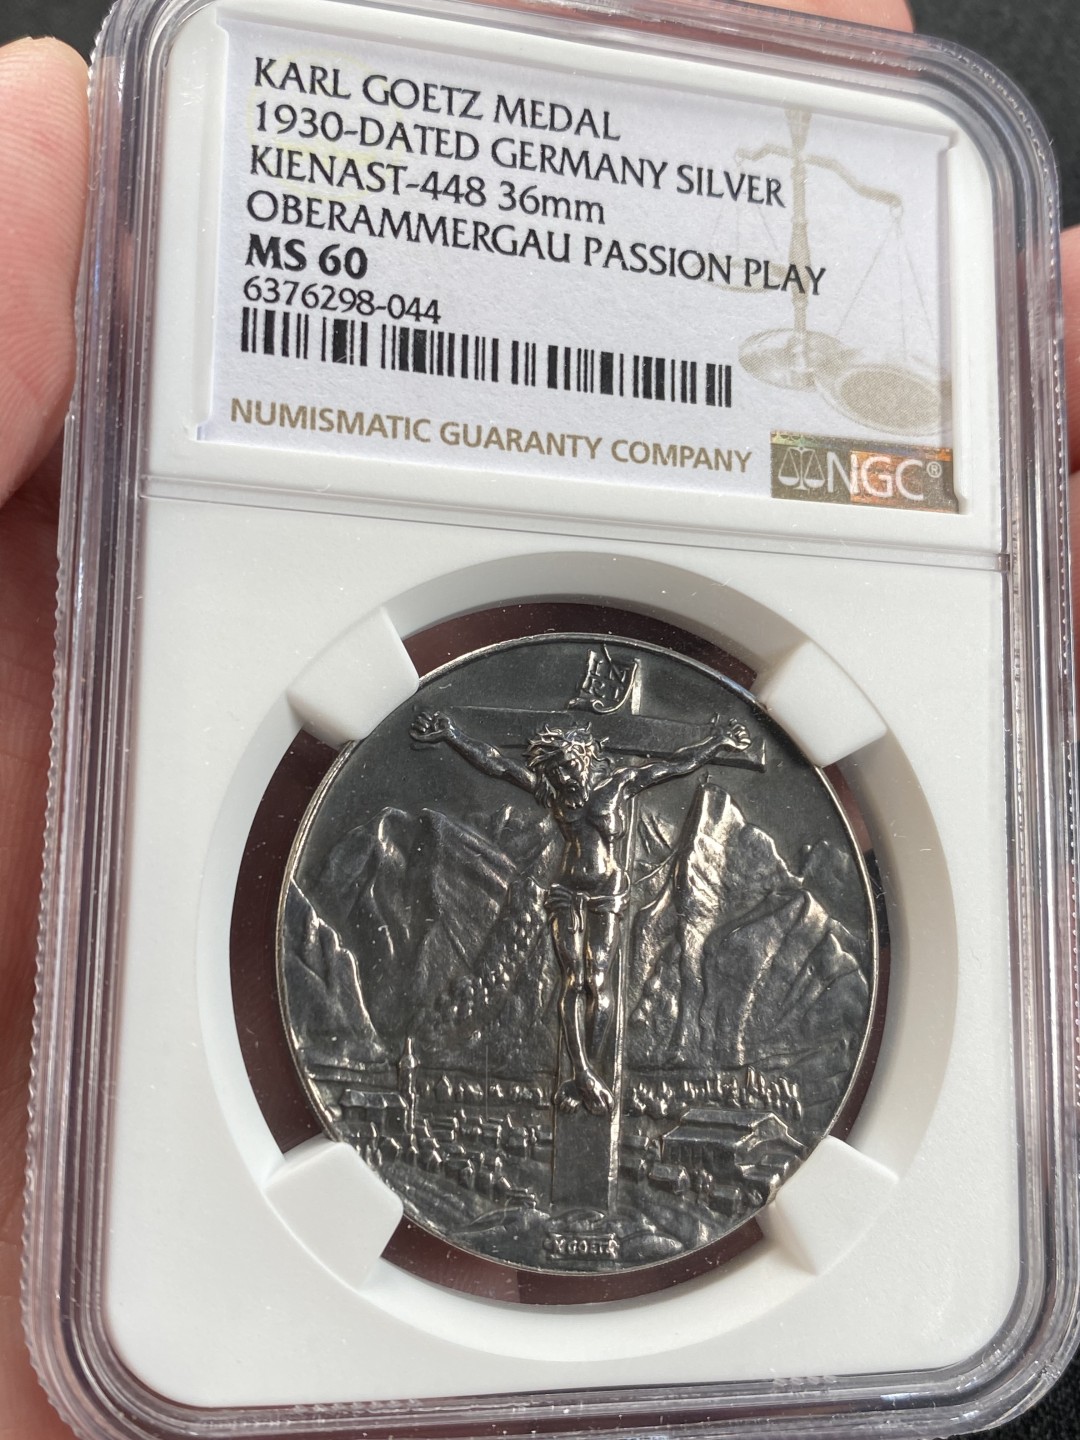 KARL GOETZ MEDAL
1930-DATED GERMANY SILVER
KIENAST-448 36mm
OBERAMMERGAU PASSION PLAY
MS 60
6376298-044
NUMISMATIC GUARANTY COMPANY
NGC®
K·GOETZ